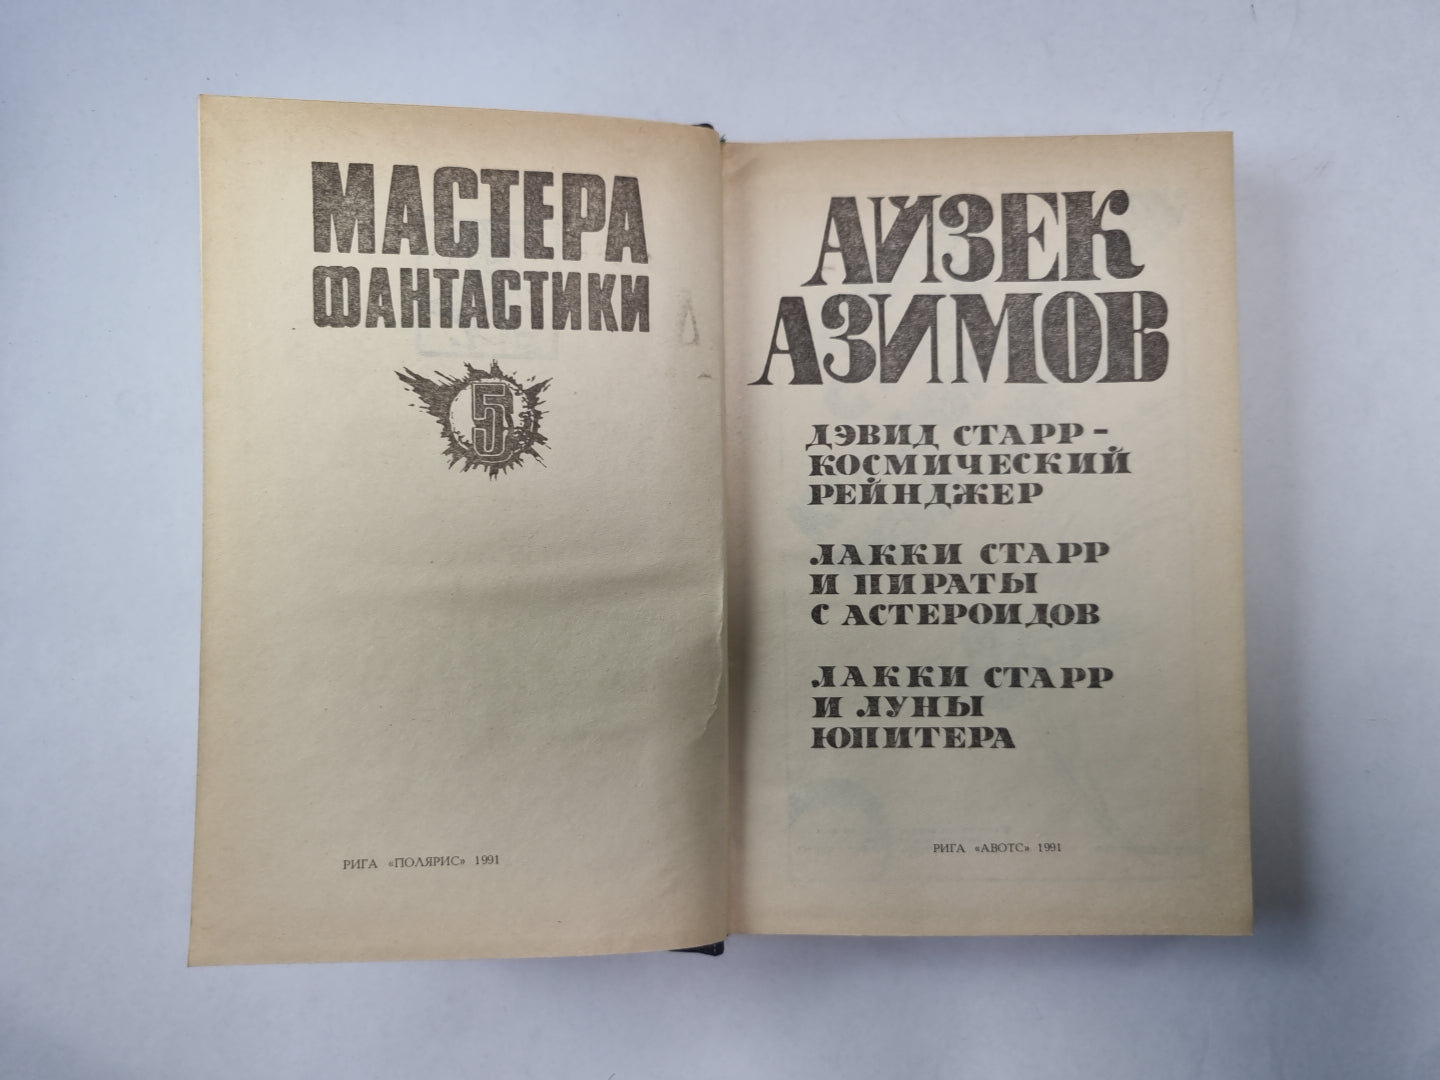 МАСТЕРА
ФАНТАСТИКИ
5
РИГА «ПОЛЯРИС» 1991
АЙЗЕК
АЗИМОВ
ДЭВИД СТАРР -
КОСМИЧЕСКИЙ
РЕЙНДЖЕР
ЛАККИ СТАРР
И ПИРАТЫ
С АСТЕРОИДОВ
ЛАККИ СТАРР
И ЛУНЫ
ЮПИТЕРА
РИГА «АВОТС» 1991